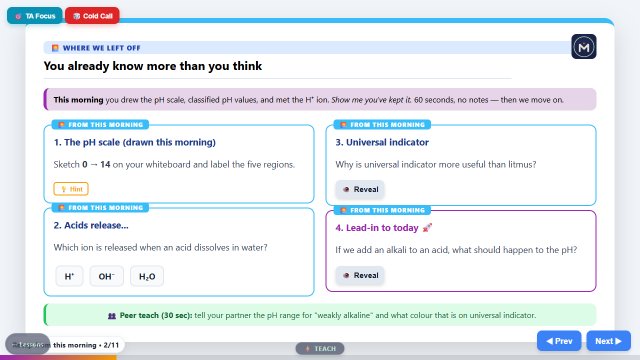 TA Focus
Cold Call
WHERE WE LEFT OFF
M
You already know more than you think
This morning you drew the pH scale, classified pH values, and met the H⁺ ion. Show me you've kept it. 60 seconds, no notes — then we move on.
FROM THIS MORNING
1. The pH scale (drawn this morning)
Sketch 0 → 14 on your whiteboard and label the five regions.
Hint
FROM THIS MORNING
2. Acids release...
Which ion is released when an acid dissolves in water?
H⁺ OH⁻ H₂O
FROM THIS MORNING
3. Universal indicator
Why is universal indicator more useful than litmus?
Reveal
FROM THIS MORNING
4. Lead-in to today
If we add an alkali to an acid, what should happen to the pH?
Reveal
Peer teach (30 sec): tell your partner the pH range for "weakly alkaline" and what colour that is on universal indicator.
Lessons
this morning • 2/11
TEACH
◀ Prev
Next ▶